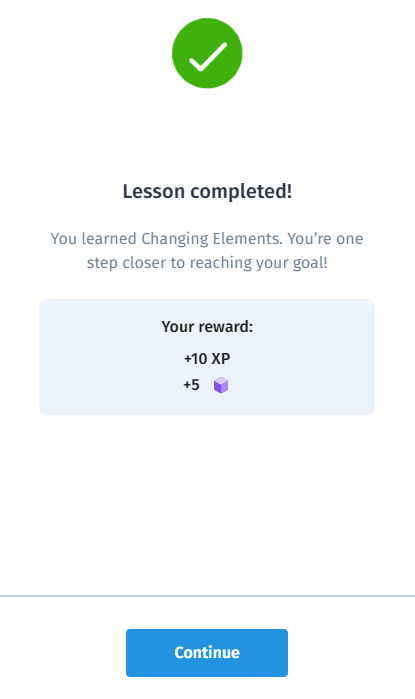 Lesson completed!
You learned Changing Elements. You’re one
step closer to reaching your goal!
Your reward:
+10 XP
+5
Continue